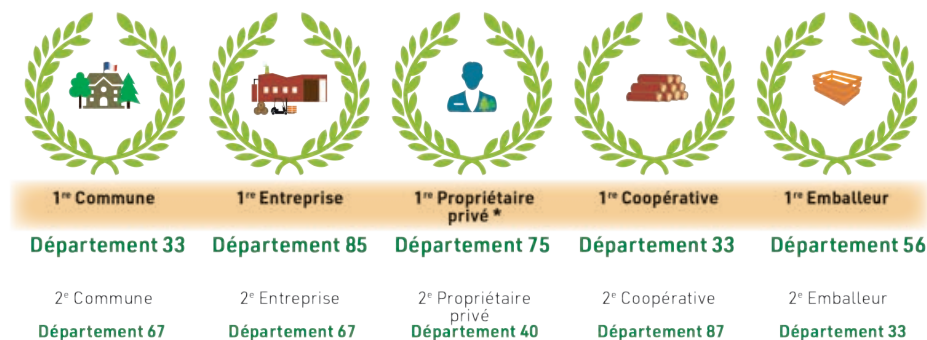 1re Commune
1re Entreprise
1re Propriétaire
privé *
1re Coopérative
1re Emballeur
Département 33
Département 85
Département 75
Département 33
Département 56
2e Commune
2e Entreprise
2e Propriétaire
privé
2e Coopérative
2e Emballeur
Département 67
Département 67
Département 40
Département 87
Département 33